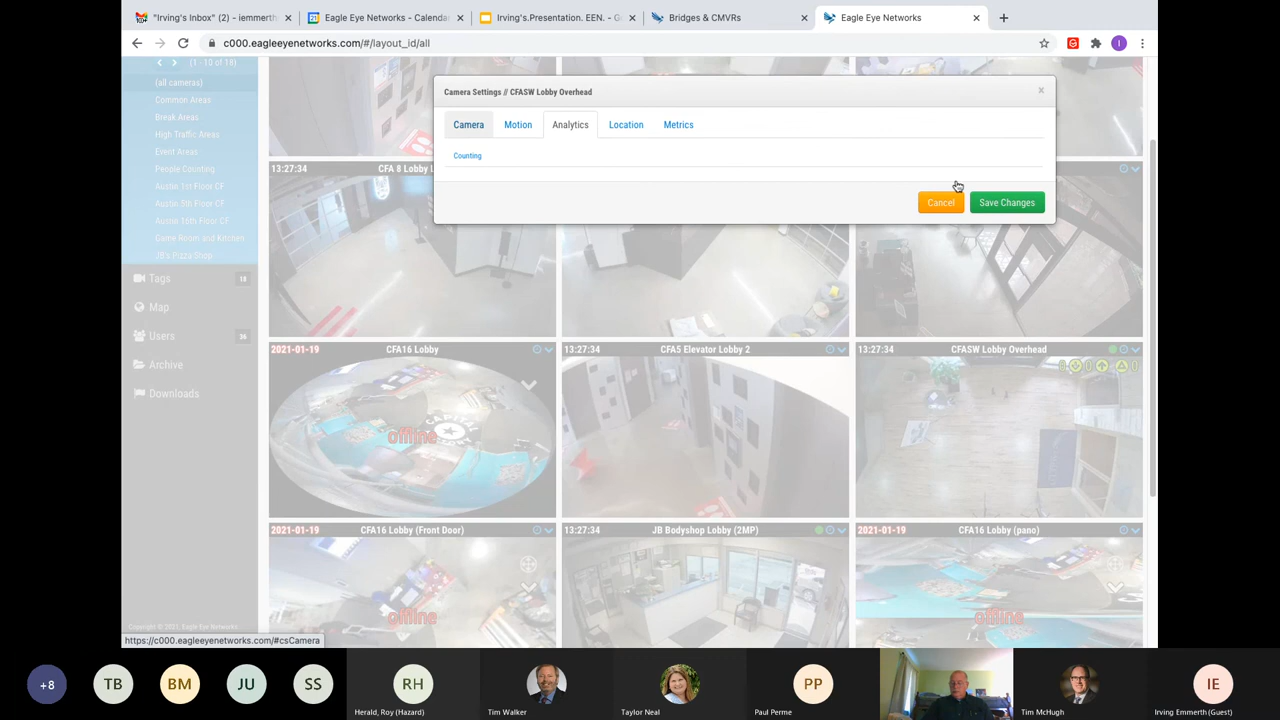 "Irving's Inbox" (2) - iemmerth
Eagle Eye Networks - Calenda
Irving's.Presentation. EEN. - G
Bridges & CMVRs
Eagle Eye Networks
c000.eagleeyenetworks.com/#/layout_id/all
(1 - 10 of 18)
(all cameras)
Common Areas
Break Areas
High Traffic Areas
Event Areas
People Counting
Austin 1st Floor CF
Austin 5th Floor CF
Austin 16th Floor CF
Game Room and Kitchen
JB's Pizza Shop
Tags 18
Map
Users 36
Archive
Downloads
Camera Settings // CFASW Lobby Overhead ×
Camera Motion Analytics Location Metrics
Counting
Cancel Save Changes
13:27:34 CFA 8 Lobby
2021-01-19 CFA16 Lobby
13:27:34 CFA5 Elevator Lobby 2
13:27:34 CFASW Lobby Overhead
offline
2021-01-19 CFA16 Lobby (Front Door)
13:27:34 JB Bodyshop Lobby (2MP)
2021-01-19 CFA16 Lobby (pano)
offline
offline
Copyright © 2021, Eagle Eye Networks
https://c000.eagleeyenetworks.com/#csCamera
+8
TB
BM
JU
SS
RH
Herald, Roy (Hazard)
Tim Walker
Taylor Neal
PP
Paul Perme
Tim McHugh
IE
Irving Emmerth (Guest)